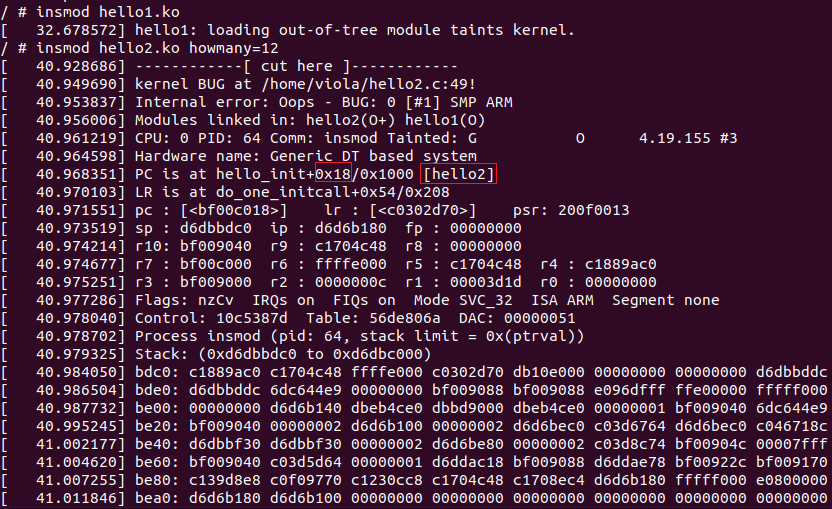 / # insmod hello1.ko
[   32.678572] hello1: loading out-of-tree module taints kernel.
/ # insmod hello2.ko howmany=12
[   40.928686] ------------[ cut here ]------------
[   40.949690] kernel BUG at /home/viola/hello2.c:49!
[   40.953837] Internal error: Oops - BUG: 0 [#1] SMP ARM
[   40.956006] Modules linked in: hello2(O+) hello1(O)
[   40.961219] CPU: 0 PID: 64 Comm: insmod Tainted: G           O      4.19.155 #3
[   40.964598] Hardware name: Generic DT based system
[   40.968351] PC is at hello_init+0x18/0x1000 [hello2]
[   40.970103] LR is at do_one_initcall+0x54/0x208
[   40.971551] pc : [<bf00c018>]    lr : [<c0302d70>]    psr: 200f0013
[   40.973519] sp : d6dbbdc0  ip : d6d6b180  fp : 00000000
[   40.974214] r10: bf009040  r9 : c1704c48  r8 : 00000000
[   40.974677] r7 : bf00c000  r6 : ffffe000  r5 : c1704c48  r4 : c1889ac0
[   40.975251] r3 : bf009000  r2 : 0000000c  r1 : 00003d1d  r0 : 00000000
[   40.977286] Flags: nzCv  IRQs on  FIQs on  Mode SVC_32  ISA ARM  Segment none
[   40.978040] Control: 10c5387d  Table: 56de806a  DAC: 00000051
[   40.978702] Process insmod (pid: 64, stack limit = 0x(ptrval))
[   40.979325] Stack: (0xd6dbbdc0 to 0xd6dbc000)
[   40.984050] bdc0: c1889ac0 c1704c48 ffffe000 c0302d70 db10e000 00000000 00000000 d6dbbddc
[   40.986504] bde0: d6dbbddc 6dc644e9 00000000 bf009088 bf009088 e096dfff ffe00000 fffff000
[   40.987732] be00: 00000000 d6d6b140 dbeb4ce0 dbbd9000 dbeb4ce0 00000001 bf009040 6dc644e9
[   40.995245] be20: bf009040 00000002 d6d6b100 00000002 d6d6bec0 c03d6764 d6d6bec0 c046718c
[   41.002177] be40: d6dbbf30 d6dbbf30 00000002 d6d6be80 00000002 c03d8c74 bf00904c 00007fff
[   41.004620] be60: bf009040 c03d5d64 00000001 d6ddac18 bf009088 d6ddae78 bf00922c bf009170
[   41.007255] be80: c139d8e8 c0f09770 c1230cc8 c1704c48 c1708ec4 d6d6b180 fffff000 e0800000
[   41.011846] bea0: d6d6b180 d6d6b100 00000000 00000000 00000000 00000000 00000000 00000000